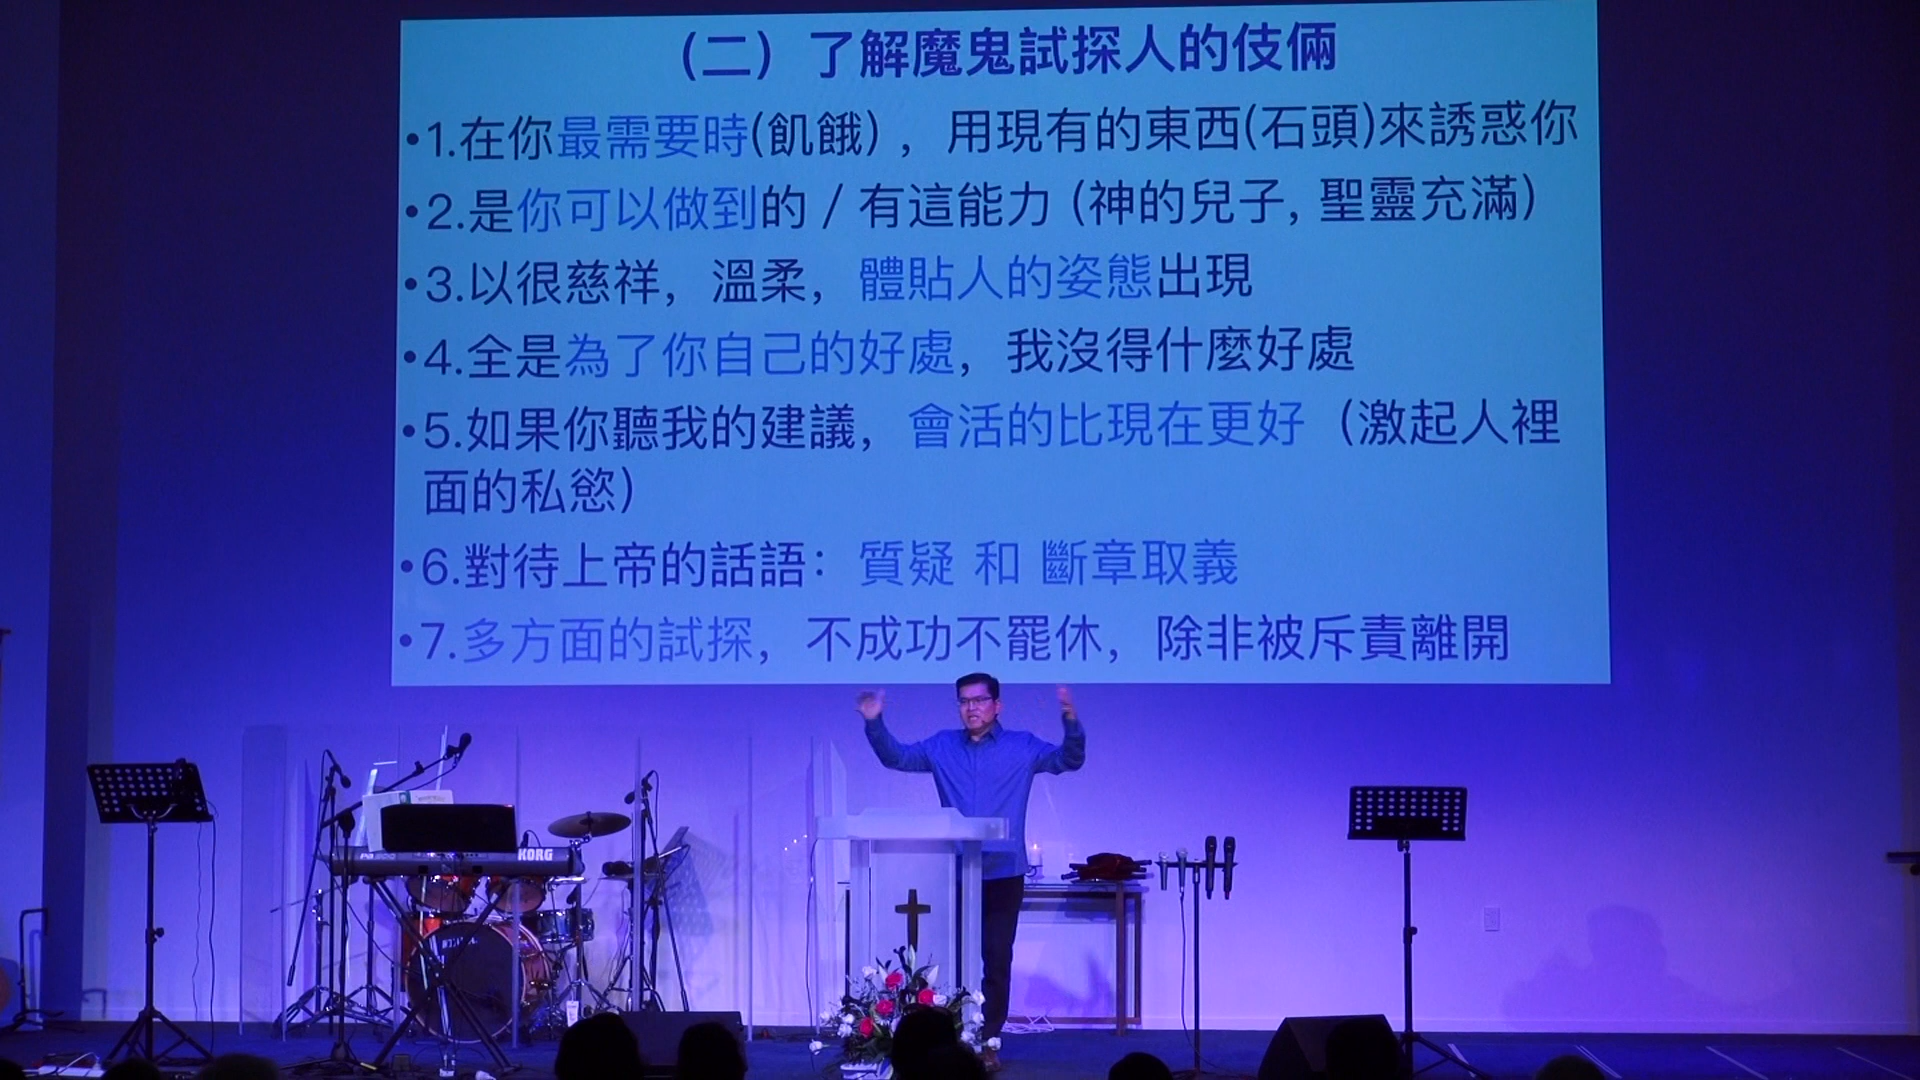 (二) 了解魔鬼試探人的伎倆
•1.在你最需要時(飢餓) ，用現有的東西(石頭)來誘惑你
•2.是你可以做到的 / 有這能力 (神的兒子, 聖靈充滿)
•3.以很慈祥，溫柔，體貼人的姿態出現
•4.全是為了你自己的好處，我沒得什麼好處
•5.如果你聽我的建議，會活的比現在更好（激起人裡
面的私慾）
•6.對待上帝的話語：質疑 和 斷章取義
•7.多方面的試探，不成功不罷休，除非被斥責離開
KORG